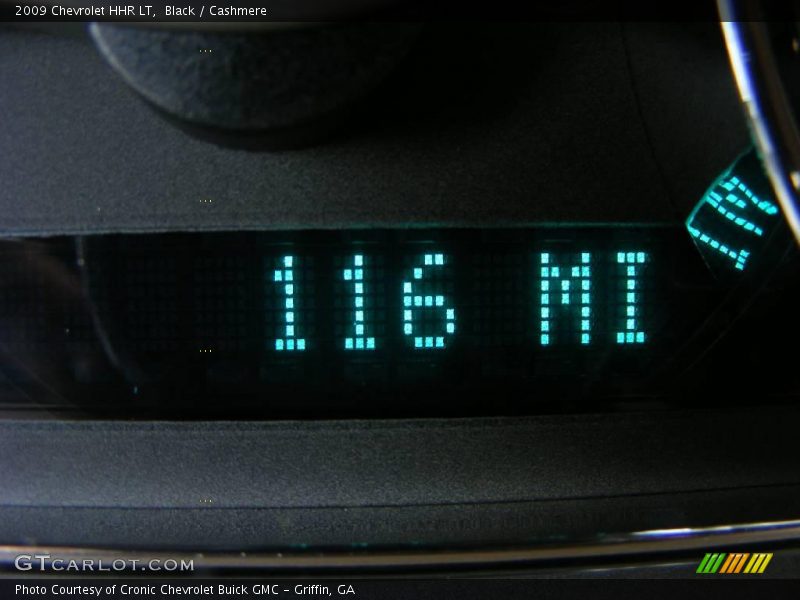 2009 Chevrolet HHR LT,  Black / Cashmere
116 MI
GTCARLOT.COM
Photo Courtesy of Cronic Chevrolet Buick GMC - Griffin, GA